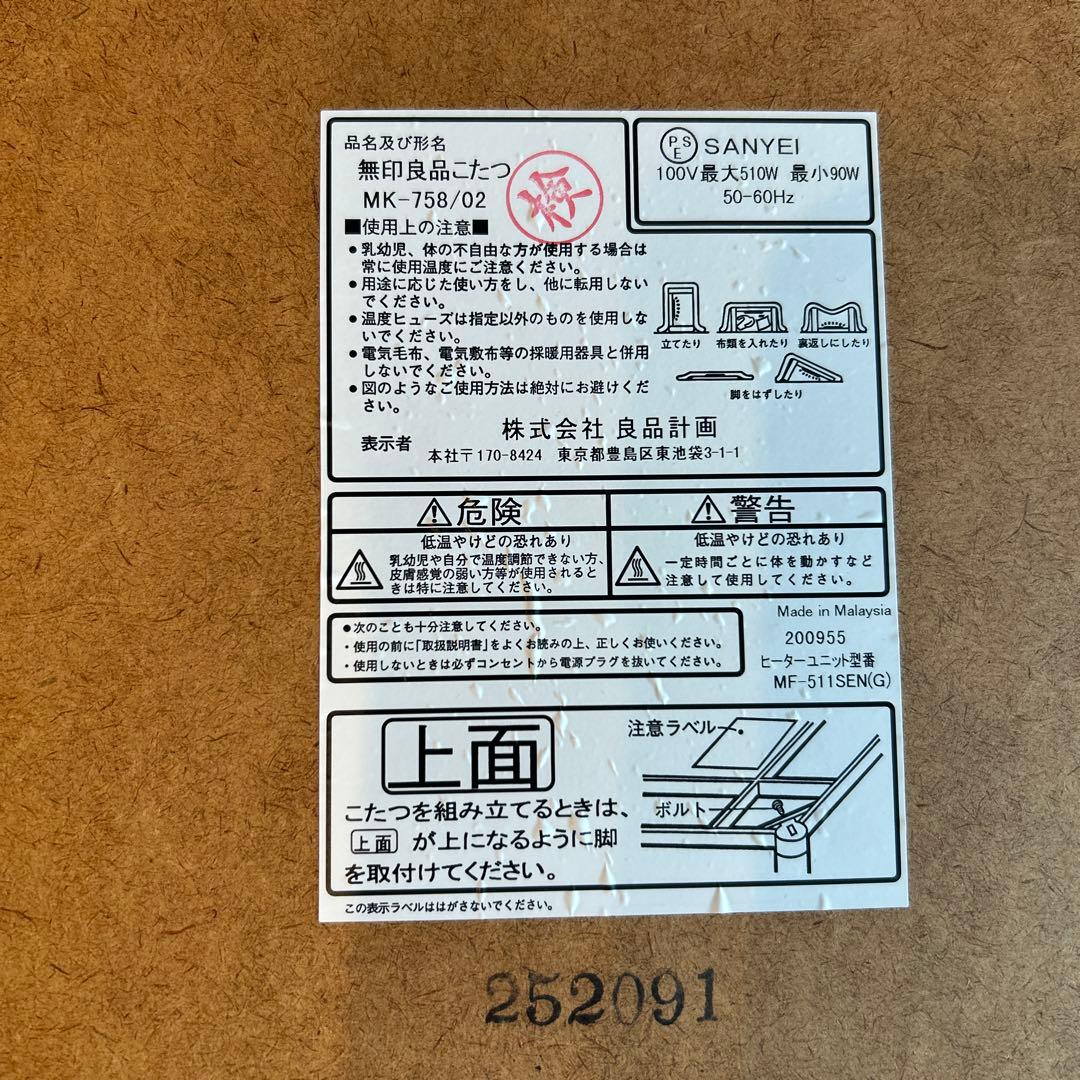 品名及び形名
無印良品こたつ
MK-758/02
検
PSE SANYEI
100V最大510W 最小90W
50-60Hz
■使用上の注意■
●乳幼児、体の不自由な方が使用する場合は
常に使用温度にご注意ください。
●用途に応じた使い方をし、他に転用しない
でください。
●温度ヒューズは指定以外のものを使用しな
いでください。
●電気毛布、電気敷布等の採暖用器具と併用
しないでください。
●図のようなご使用方法は絶対にお避けくだ
さい。
立てたり 布類を入れたり 裏返しにしたり
脚をはずしたり
表示者 株式会社 良品計画
本社〒170-8424 東京都豊島区東池袋3-1-1
危険
低温やけどの恐れあり
乳幼児や自分で温度調節できない方、
皮膚感覚の弱い方等が使用されると
きは特に注意してください。
警告
低温やけどの恐れあり
一定時間ごとに体を動かすなど
注意して使用してください。
●次のことも十分注意してください。
・使用の前に「取扱説明書」をよくお読みの上、正しくお使いください。
・使用しないときは必ずコンセントから電源プラグを抜いてください。
Made in Malaysia
200955
ヒーターユニット型番
MF-511SEN(G)
上面
こたつを組み立てるときは、
上面 が上になるように脚
を取付けてください。
注意ラベル
ボルト
この表示ラベルははがさないでください。
252091